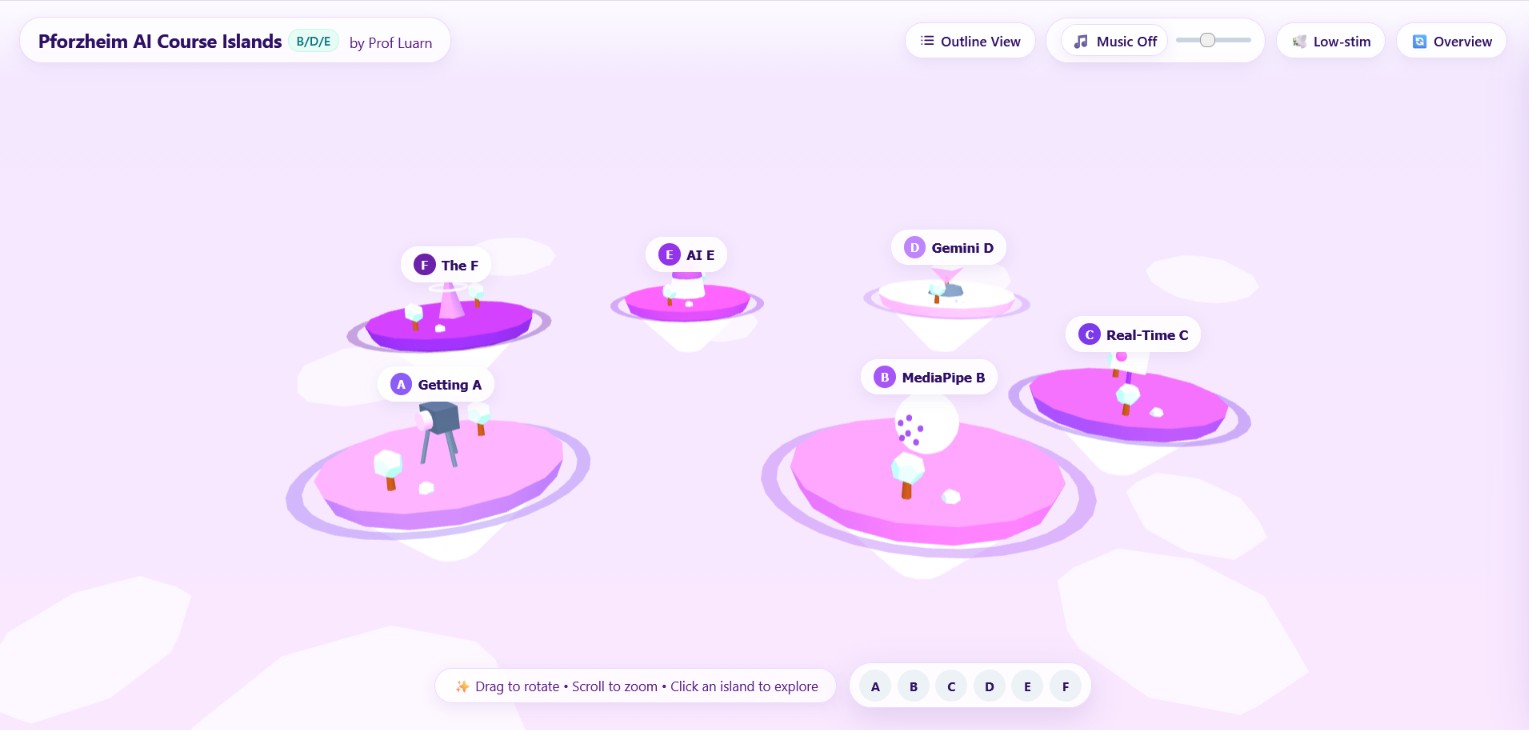 Pforzheim AI Course Islands B/D/E by Prof Luarn
Outline View
Music Off
Low-stim
Overview
F The F
E AI E
D Gemini D
C Real-Time C
A Getting A
B MediaPipe B
✨ Drag to rotate • Scroll to zoom • Click an island to explore
A B C D E F